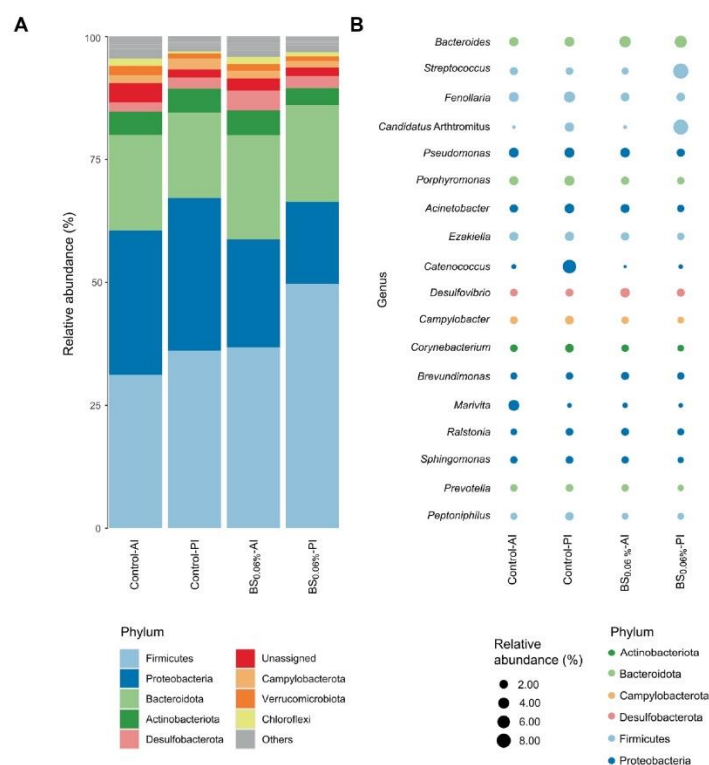 A
B
Relative abundance (%)
100
75
50
25
0
Control-AI
Control-PI
BS0.06%-AI
BS0.06%-PI
Genus
Bacteroides
Streptococcus
Fenollaria
Candidatus Arthtromitus
Pseudomonas
Porphyromonas
Acinetobacter
Ezakielia
Catenococcus
Desulfovibrio
Campylobacter
Corynebacterium
Brevundimonas
Marivita
Ralstonia
Sphingomonas
Prevotella
Peptoniphilus
Control-AI
Control-PI
BS0.06 %-AI
BS0.06%-PI
Phylum
Firmicutes
Proteobacteria
Bacteroidota
Actinobacteriota
Desulfobacterota
Unassigned
Campylobacterota
Verrucomicrobiota
Chloroflexi
Others
Relative
abundance (%)
2.00
4.00
6.00
8.00
Phylum
Actinobacteriota
Bacteroidota
Campylobacterota
Desulfobacterota
Firmicutes
Proteobacteria